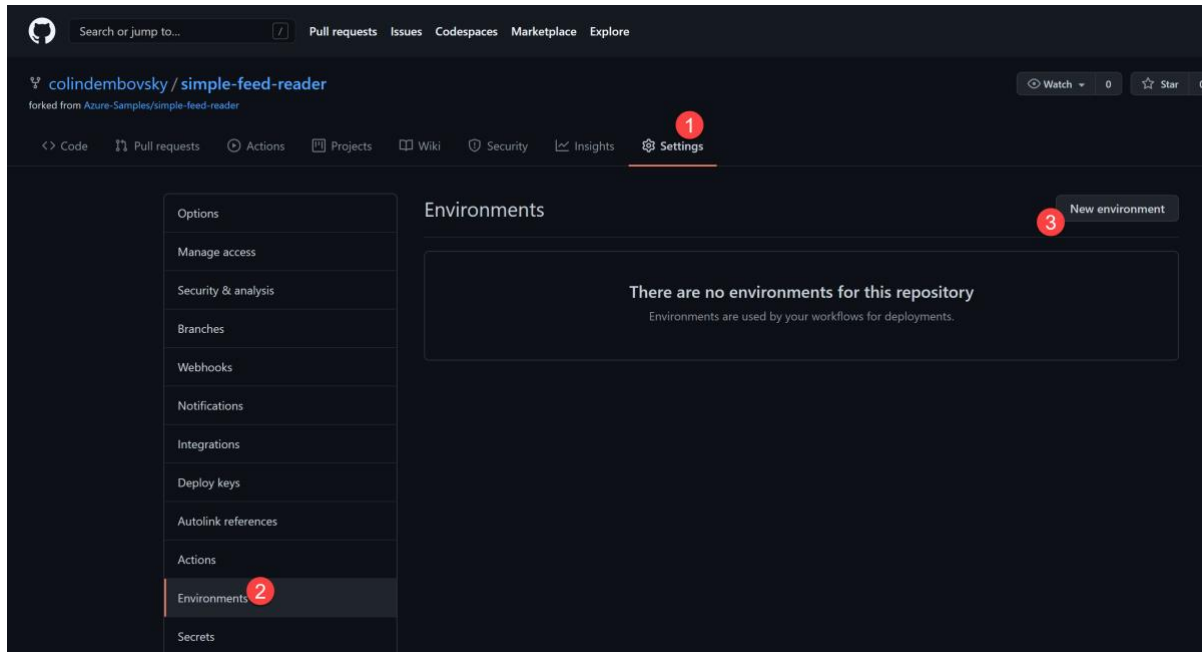 Search or jump to... /
Pull requests Issues Codespaces Marketplace Explore
colindembovsky / simple-feed-reader
forked from Azure-Samples/simple-feed-reader
Watch 0 Star
1
<> Code Pull requests Actions Projects Wiki Security Insights Settings
Options
Manage access
Security & analysis
Branches
Webhooks
Notifications
Integrations
Deploy keys
Autolink references
Actions
Environments 2
Secrets
Environments
New environment
3
There are no environments for this repository
Environments are used by your workflows for deployments.